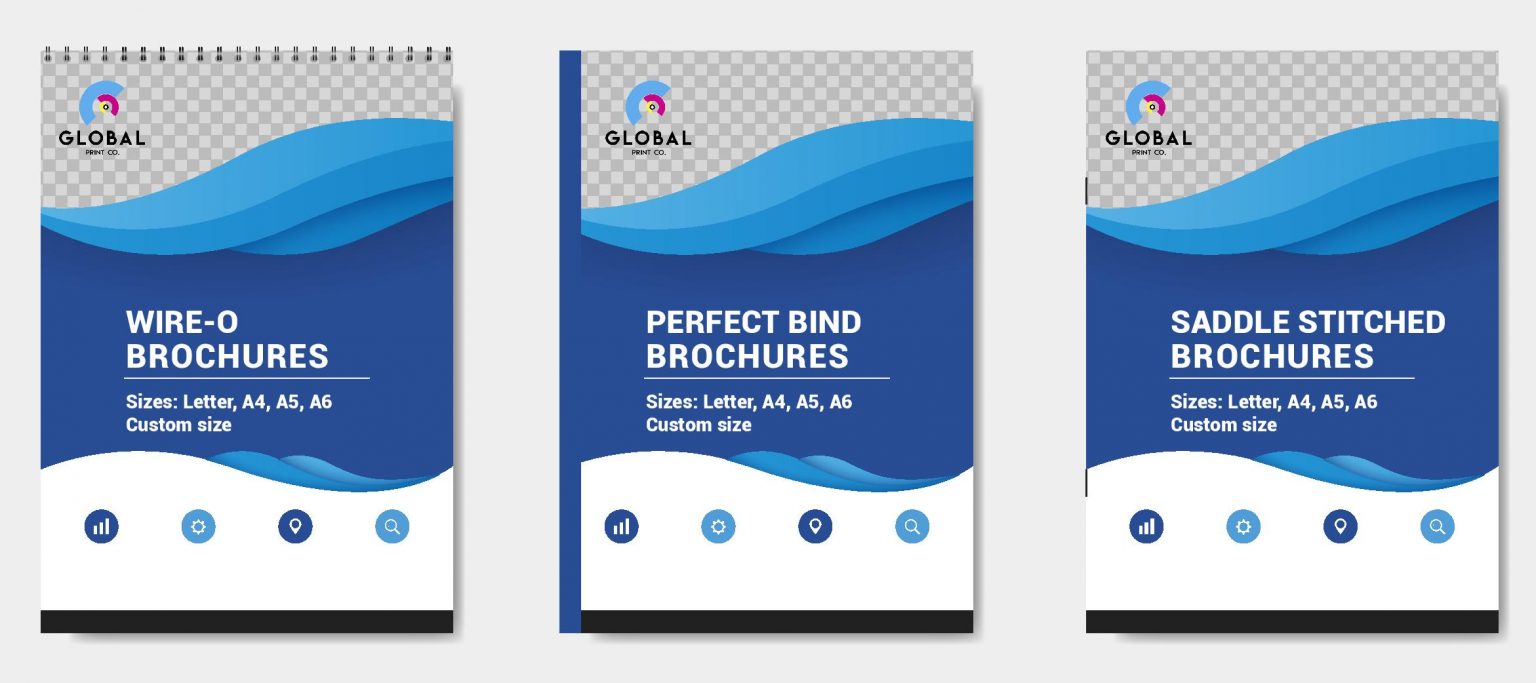 GLOBAL
PRINT CO.
WIRE-O
BROCHURES
Sizes: Letter, A4, A5, A6
Custom size
GLOBAL
PRINT CO.
PERFECT BIND
BROCHURES
Sizes: Letter, A4, A5, A6
Custom size
GLOBAL
PRINT CO.
SADDLE STITCHED
BROCHURES
Sizes: Letter, A4, A5, A6
Custom size